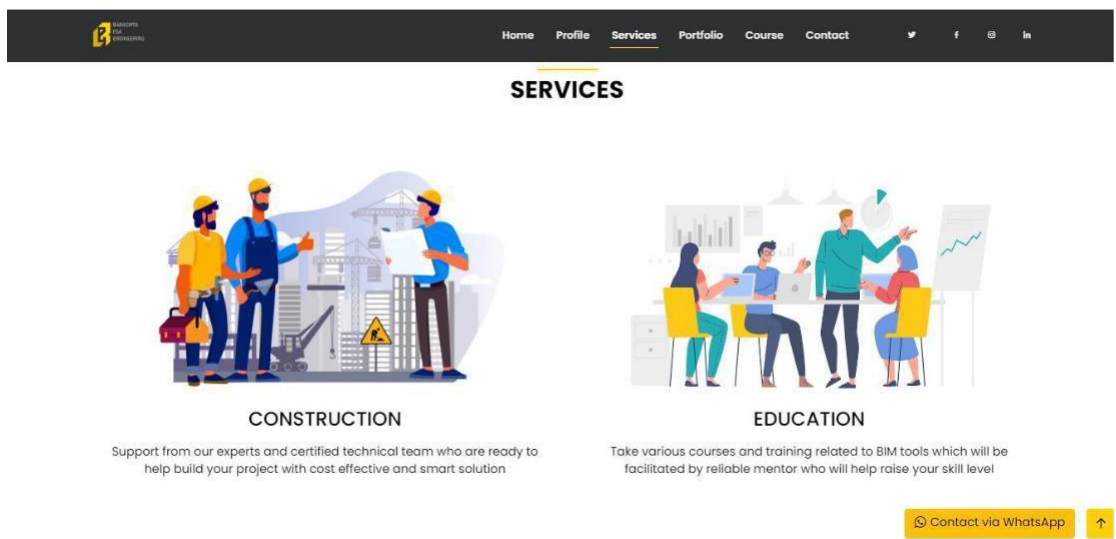 ESA
ENGINEERING
Home Profile Services Portfolio Course Contact
SERVICES
CONSTRUCTION
Support from our experts and certified technical team who are ready to
help build your project with cost effective and smart solution
EDUCATION
Take various courses and training related to BIM tools which will be
facilitated by reliable mentor who will help raise your skill level
Contact via WhatsApp